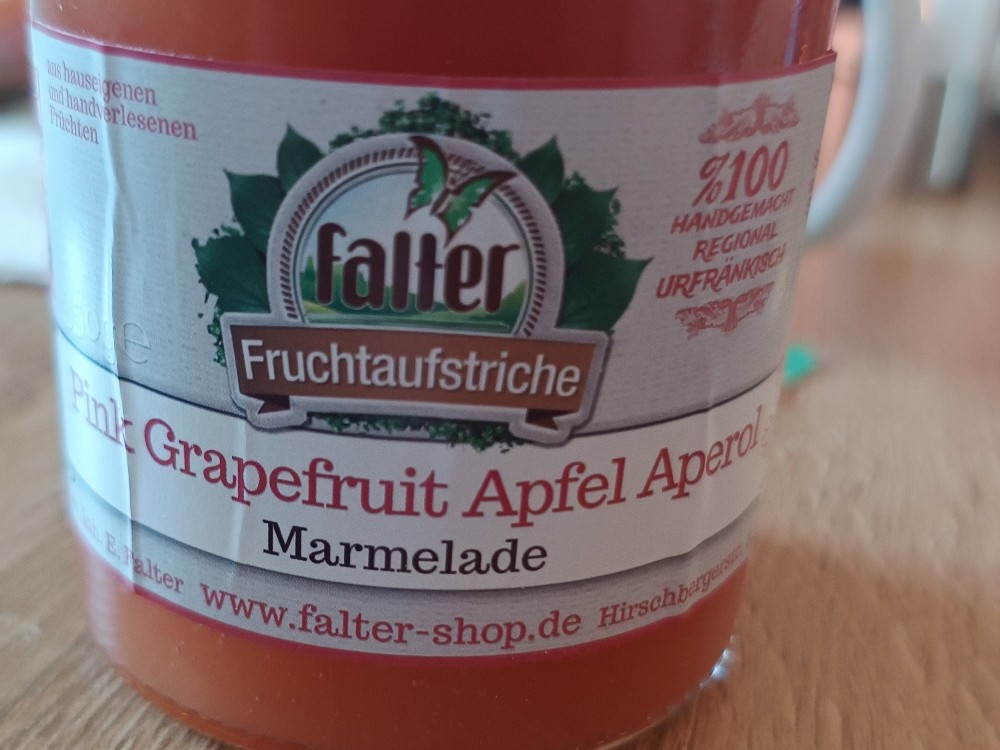 aus hauseigenen
und handverlesenen
Früchten
%100
HANDGEMACHT
REGIONAL
URFRÄNKISCH
falter
Fruchtaufstriche
Pink Grapefruit Apfel Aperol
Marmelade
E. Falter www.falter-shop.de Hirschbergerstr.